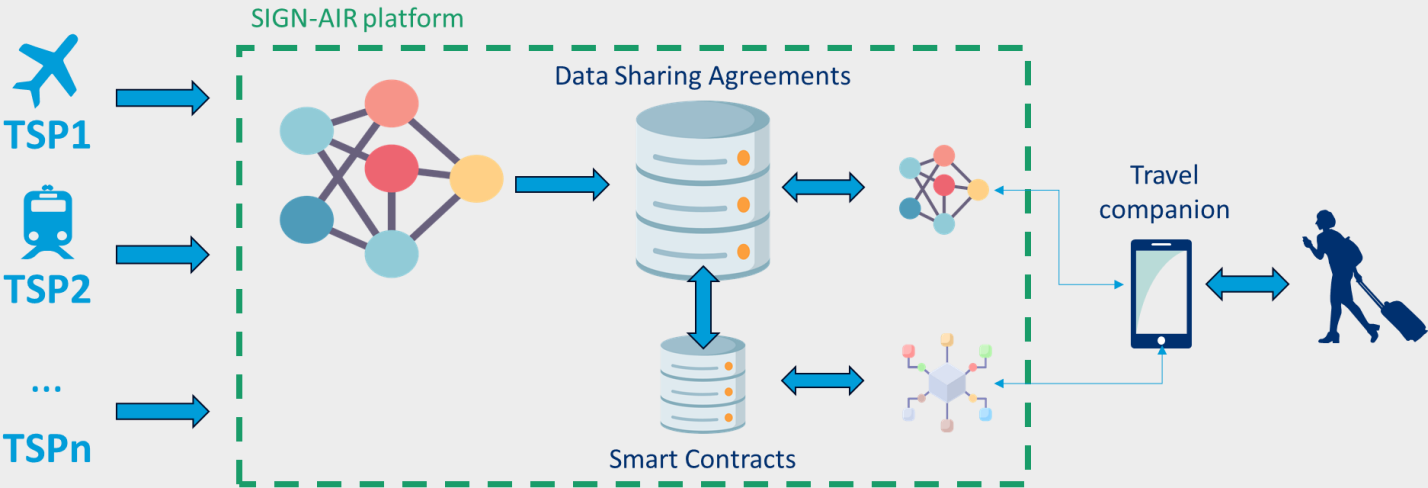 SIGN-AIR platform
TSP1
Data Sharing Agreements
TSP2
Travel
companion
...
TSPn
Smart Contracts